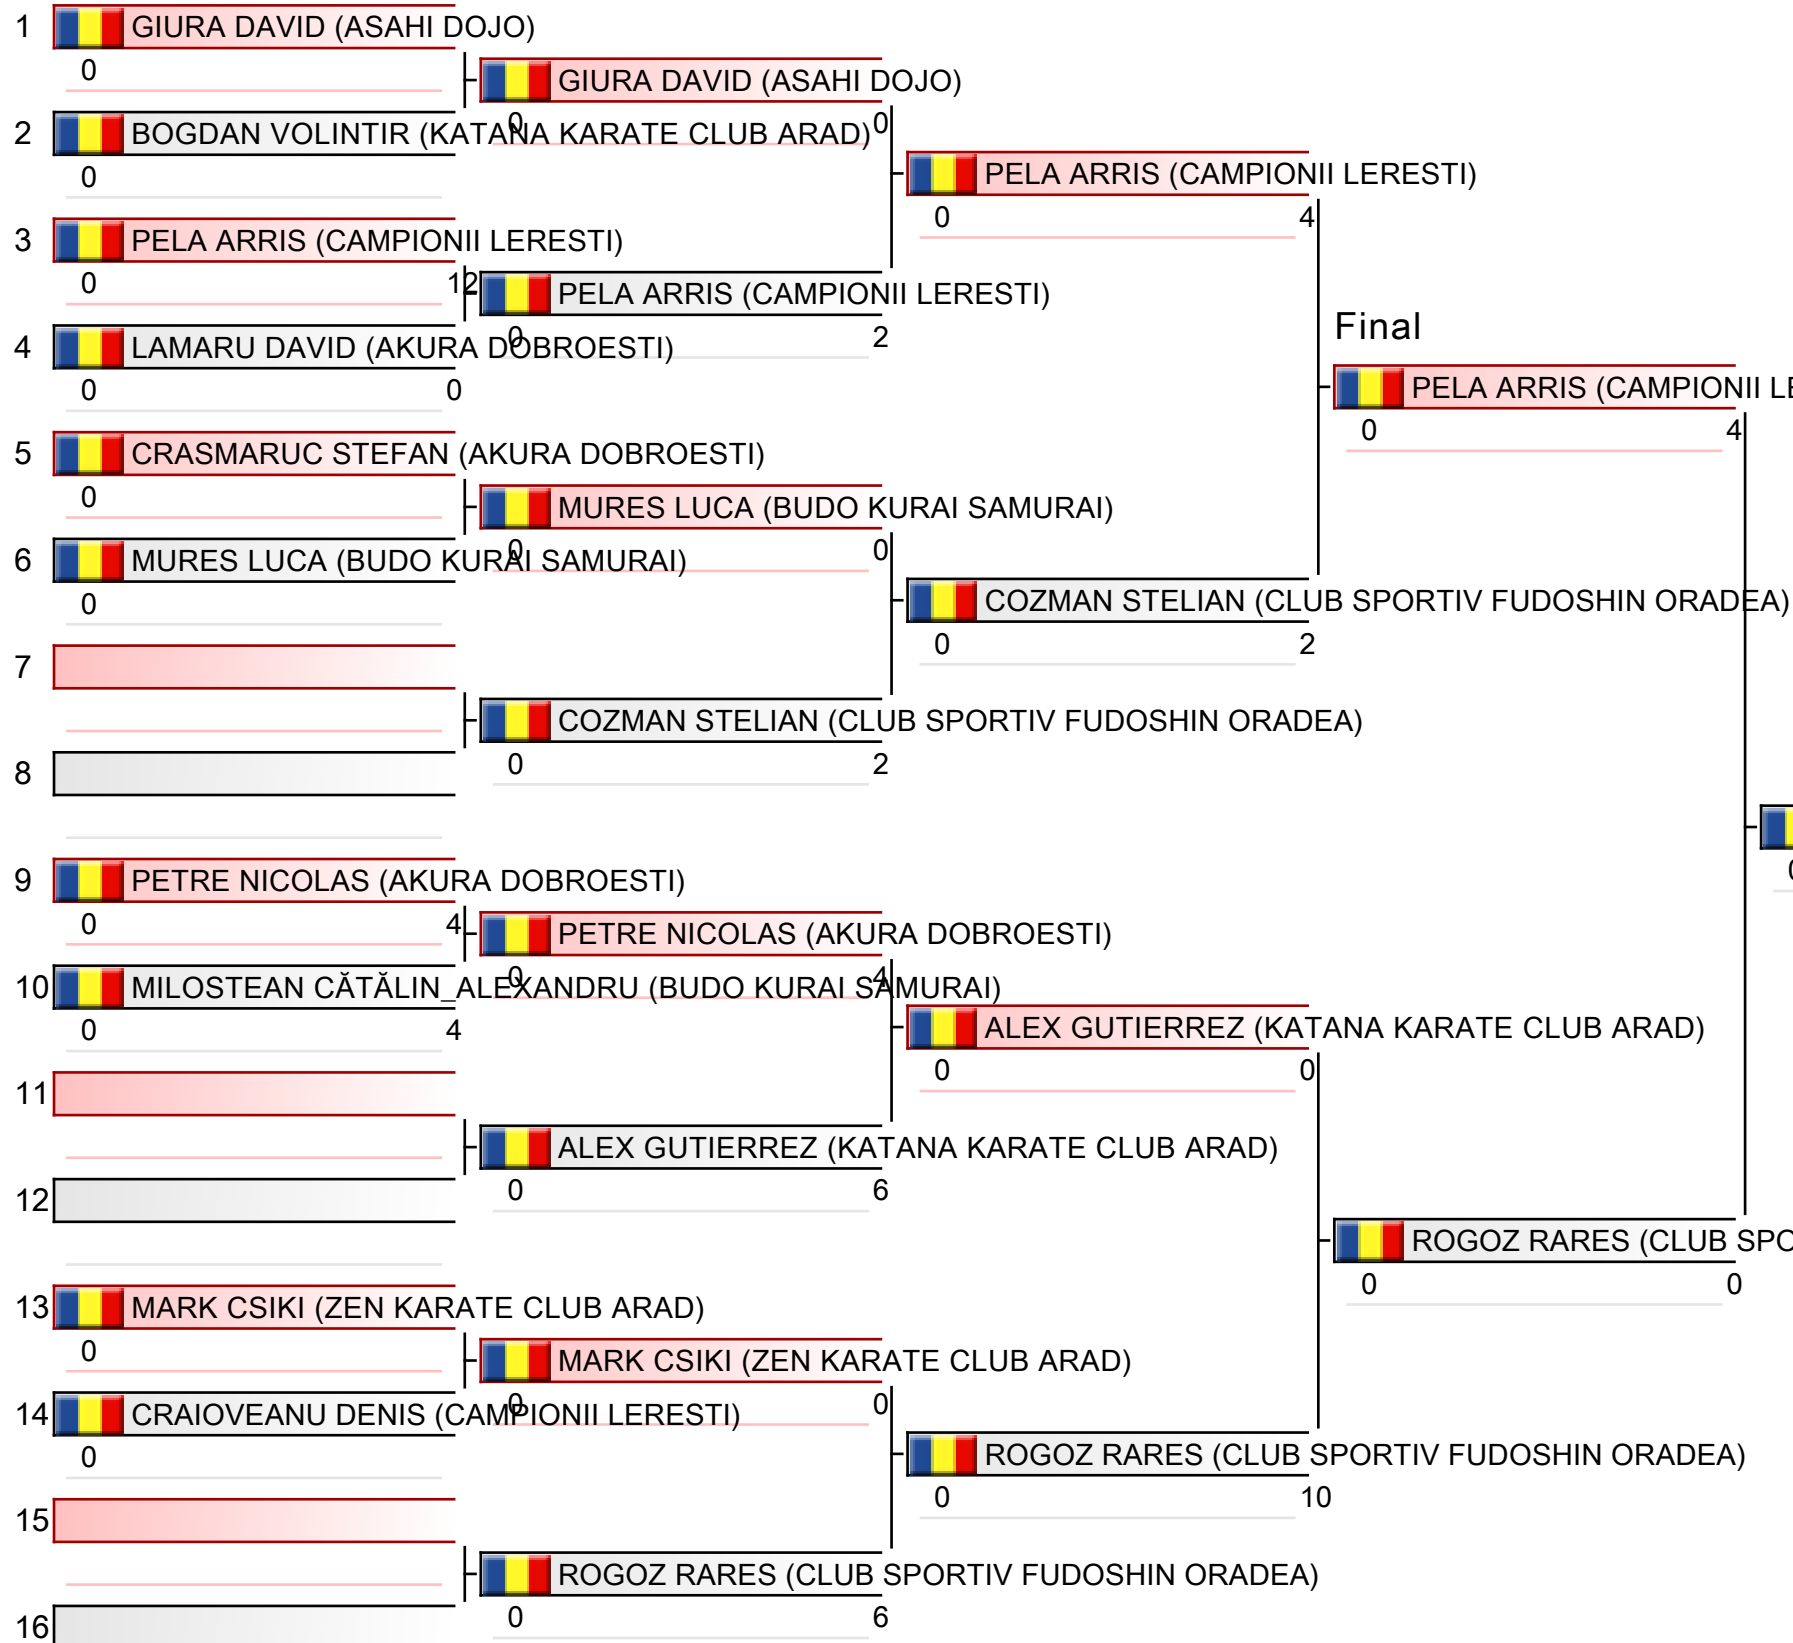 1 GIURA DAVID (ASAHI DOJO)
0
GIURA DAVID (ASAHI DOJO)
0 0
2 BOGDAN VOLINTIR (KATANA KARATE CLUB ARAD)
0
PELA ARRIS (CAMPIONII LERESTI)
0 4
3 PELA ARRIS (CAMPIONII LERESTI)
0 12
PELA ARRIS (CAMPIONII LERESTI)
0 2
4 LAMARU DAVID (AKURA DOBROESTI)
0 0
Final
PELA ARRIS (CAMPIONII LE
0 4
5 CRASMARUC STEFAN (AKURA DOBROESTI)
0
MURES LUCA (BUDO KURAI SAMURAI)
0 0
6 MURES LUCA (BUDO KURAI SAMURAI)
0
COZMAN STELIAN (CLUB SPORTIV FUDOSHIN ORADEA)
0 2
7
COZMAN STELIAN (CLUB SPORTIV FUDOSHIN ORADEA)
0 2
8
0
9 PETRE NICOLAS (AKURA DOBROESTI)
0 4
PETRE NICOLAS (AKURA DOBROESTI)
0 4
10 MILOSTEAN CĂTĂLIN_ALEXANDRU (BUDO KURAI SAMURAI)
0 4
ALEX GUTIERREZ (KATANA KARATE CLUB ARAD)
0 0
11
ALEX GUTIERREZ (KATANA KARATE CLUB ARAD)
0 6
12
ROGOZ RARES (CLUB SPO
0 0
13 MARK CSIKI (ZEN KARATE CLUB ARAD)
0
MARK CSIKI (ZEN KARATE CLUB ARAD)
0 0
14 CRAIOVEANU DENIS (CAMPIONII LERESTI)
0
ROGOZ RARES (CLUB SPORTIV FUDOSHIN ORADEA)
0 10
15
ROGOZ RARES (CLUB SPORTIV FUDOSHIN ORADEA)
0 6
16